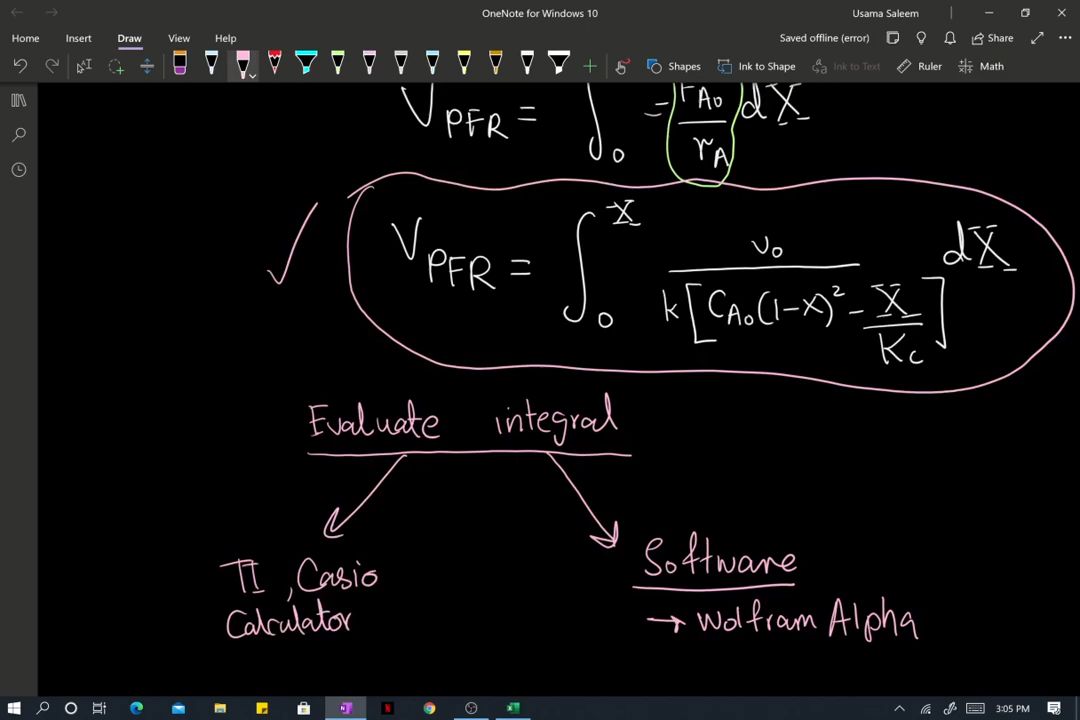 OneNote for Windows 10
Usama Saleem
Home Insert Draw View Help
Saved offline (error)
Share
Shapes
Ink to Shape
Ink to Text
Ruler
Math
V_PFR = ∫_0 = F_A0/r_A dX
V_PFR = ∫_0^X ν_0 / k[C_A0(1-X)² - X/K_C] dX
Evaluate integral
TI, Casio
Calculator
Software
→ Wolfram Alpha
3:05 PM